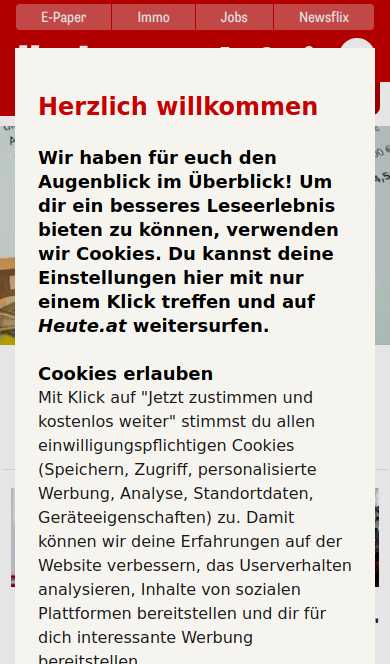 E-Paper
Immo
Jobs
Newsflix
Herzlich willkommen
Wir haben für euch den
Augenblick im Überblick! Um
dir ein besseres Leseerlebnis
bieten zu können, verwenden
wir Cookies. Du kannst deine
Einstellungen hier mit nur
einem Klick treffen und auf
Heute.at weitersurfen.
Cookies erlauben
Mit Klick auf "Jetzt zustimmen und
kostenlos weiter" stimmst du allen
einwilligungspflichtigen Cookies
(Speichern, Zugriff, personalisierte
Werbung, Analyse, Standortdaten,
Geräteeigenschaften) zu. Damit
können wir deine Erfahrungen auf der
Website verbessern, das Userverhalten
analysieren, Inhalte von sozialen
Plattformen bereitstellen und dir für
dich interessante Werbung
bereitstellen